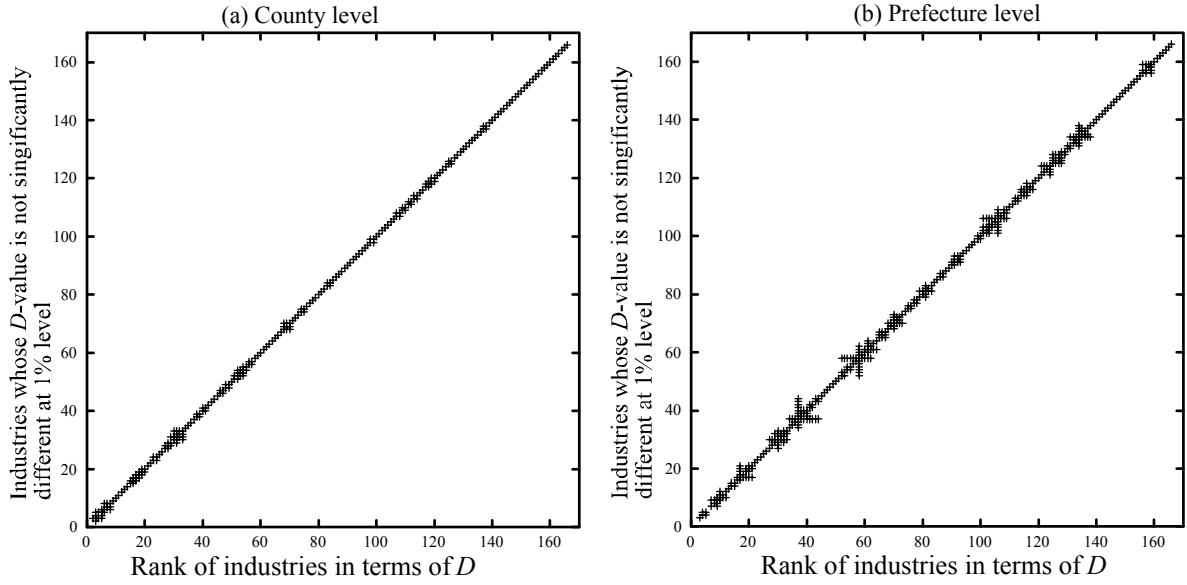 (a) County level
Industries whose D-value is not singificantly
different at 1% level
160
140
120
100
80
60
40
20
0
0 20 40 60 80 100 120 140 160
Rank of industries in terms of D
(b) Prefecture level
Industries whose D-value is not singificantly
different at 1% level
160
140
120
100
80
60
40
20
0
0 20 40 60 80 100 120 140 160
Rank of industries in terms of D